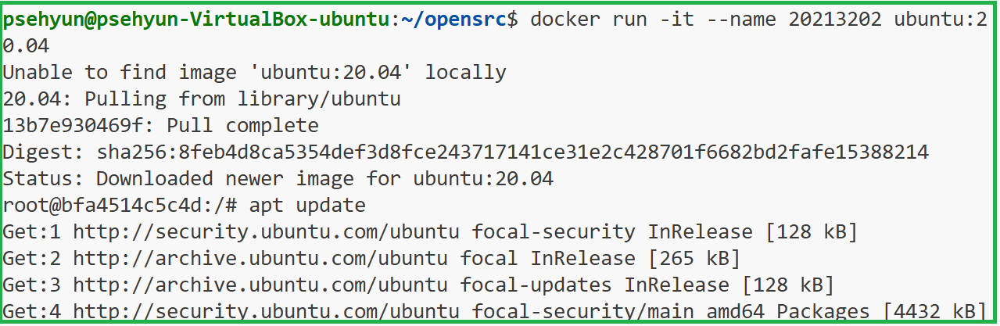 psehyun@psehyun-VirtualBox-ubuntu:~/opensrc$ docker run -it --name 20213202 ubuntu:2
0.04
Unable to find image 'ubuntu:20.04' locally
20.04: Pulling from library/ubuntu
13b7e930469f: Pull complete
Digest: sha256:8feb4d8ca5354def3d8fce243717141ce31e2c428701f6682bd2fafe15388214
Status: Downloaded newer image for ubuntu:20.04
root@bfa4514c5c4d:/# apt update
Get:1 http://security.ubuntu.com/ubuntu focal-security InRelease [128 kB]
Get:2 http://archive.ubuntu.com/ubuntu focal InRelease [265 kB]
Get:3 http://archive.ubuntu.com/ubuntu focal-updates InRelease [128 kB]
Get:4 http://security.ubuntu.com/ubuntu focal-security/main amd64 Packages [4432 kB]